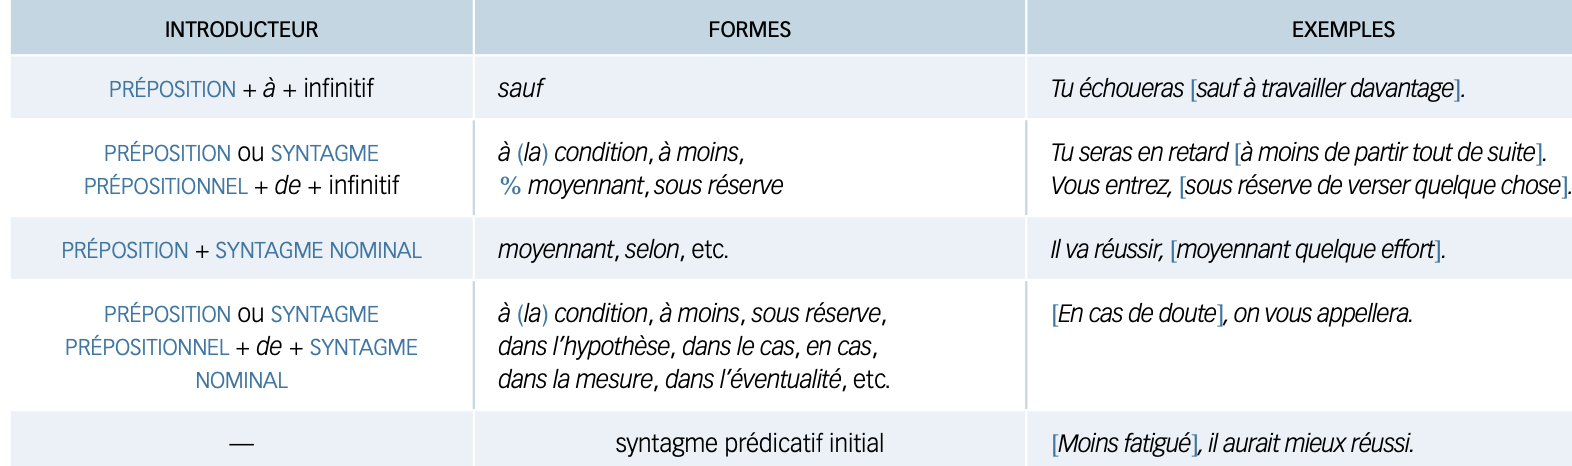 INTRODUCTEUR FORMES EXEMPLES
PRÉPOSITION + à + infinitif sauf Tu échoueras [sauf à travailler davantage].
PRÉPOSITION ou SYNTAGME à (la) condition, à moins, Tu seras en retard [à moins de partir tout de suite].
PRÉPOSITIONNEL + de + infinitif % moyennant, sous réserve Vous entrez, [sous réserve de verser quelque chose].
PRÉPOSITION + SYNTAGME NOMINAL moyennant, selon, etc. Il va réussir, [moyennant quelque effort].
PRÉPOSITION ou SYNTAGME à (la) condition, à moins, sous réserve, [En cas de doute], on vous appellera.
PRÉPOSITIONNEL + de + SYNTAGME dans l’hypothèse, dans le cas, en cas,
NOMINAL dans la mesure, dans l’éventualité, etc.
— syntagme prédicatif initial [Moins fatigué], il aurait mieux réussi.